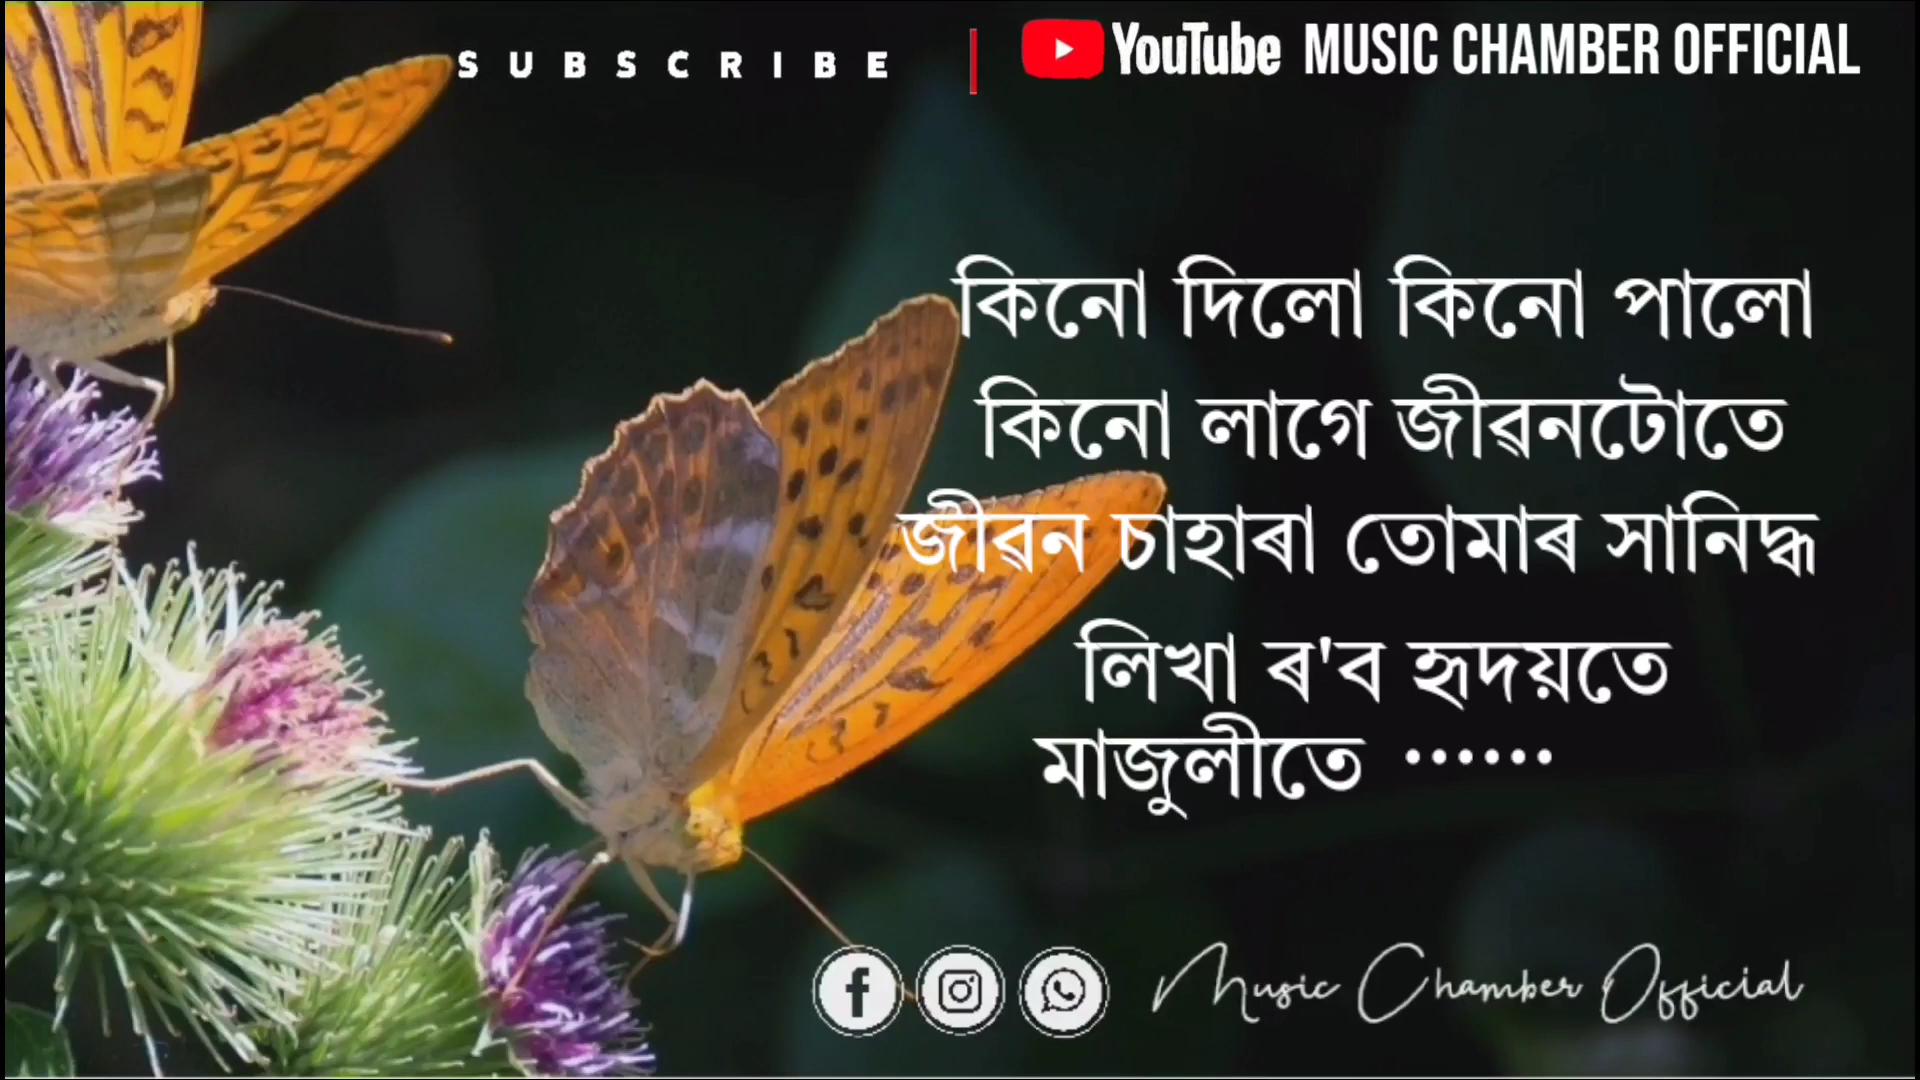 SUBSCRIBE | YouTube MUSIC CHAMBER OFFICIAL
কিনো দিলো কিনো পালো
কিনো লাগে জীৱনটোতে
জীৱন চাহাৰা তোমাৰ সানিদ্ধ
লিখা ৰ'ব হৃদয়তে
মাজুলীতে ······
Music Chamber Official